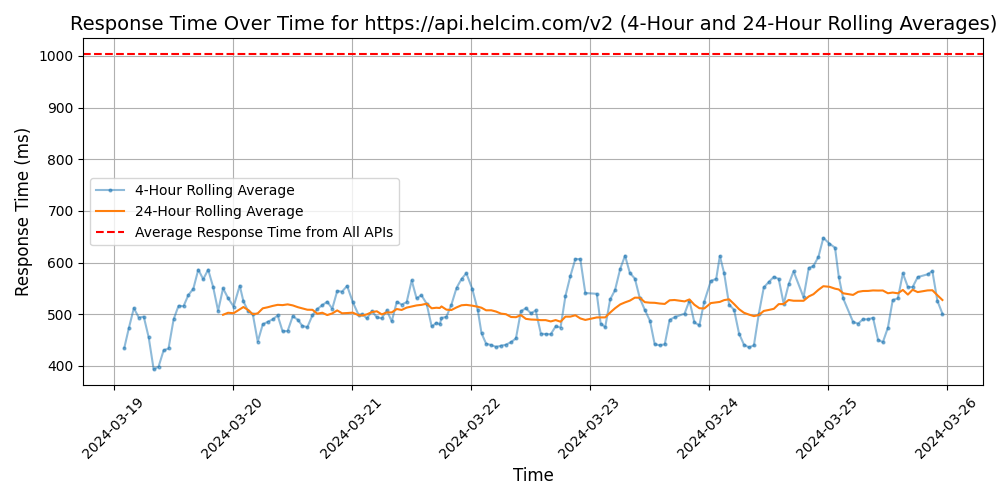 Response Time Over Time for https://api.helcim.com/v2 (4-Hour and 24-Hour Rolling Averages)
Response Time (ms)
1000
900
800
700
600
500
400
4-Hour Rolling Average
24-Hour Rolling Average
Average Response Time from All APIs
2024-03-19
2024-03-20
2024-03-21
2024-03-22
2024-03-23
2024-03-24
2024-03-25
2024-03-26
Time